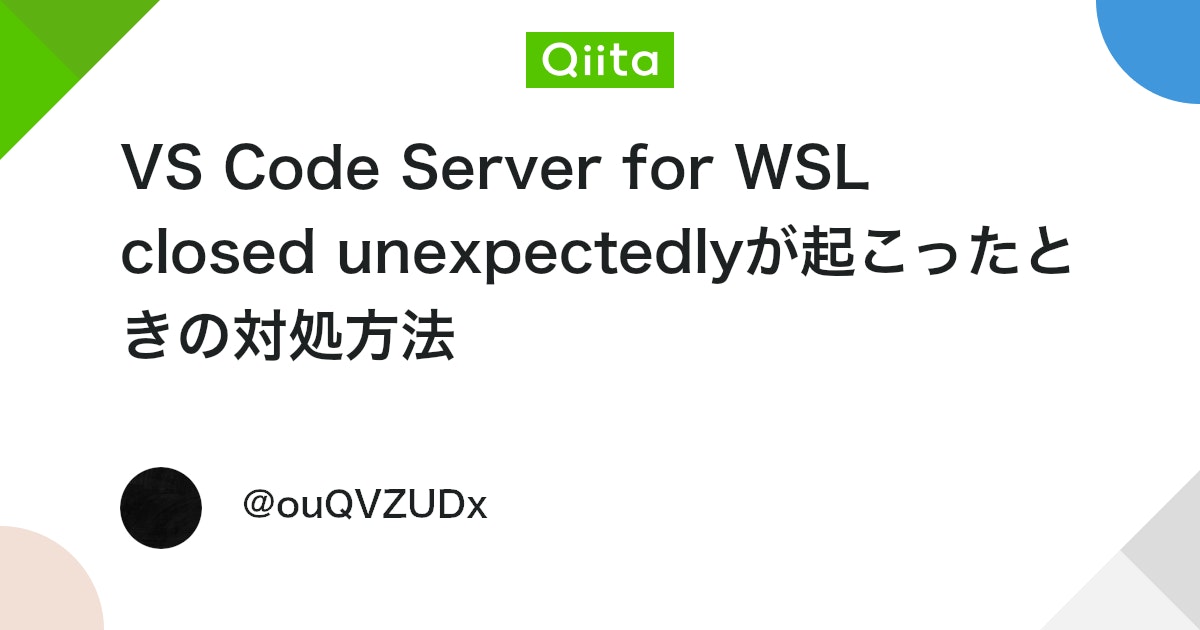 Qiita
VS Code Server for WSL
closed unexpectedlyが起こったと
きの対処方法
@ouQVZUDx